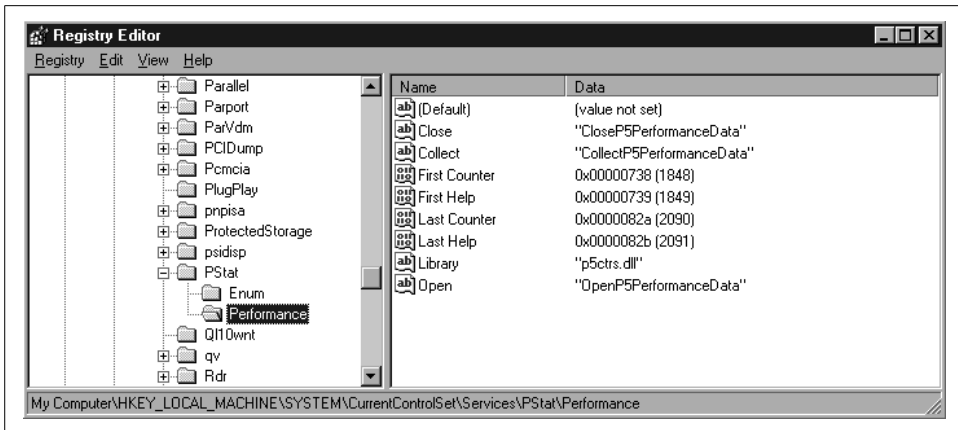 Registry Editor
Registry Edit View Help
Parallel
Parport
ParVdm
PCIDump
Pcmcia
PlugPlay
pnpisa
ProtectedStorage
psidisp
PStat
Enum
Performance
Ql10wnt
qv
Rdr
Name Data
(Default) (value not set)
Close "CloseP5PerformanceData"
Collect "CollectP5PerformanceData"
First Counter 0x00000738 (1848)
First Help 0x00000739 (1849)
Last Counter 0x0000082a (2090)
Last Help 0x0000082b (2091)
Library "p5ctrs.dll"
Open "OpenP5PerformanceData"
My Computer\HKEY_LOCAL_MACHINE\SYSTEM\CurrentControlSet\Services\PStat\Performance